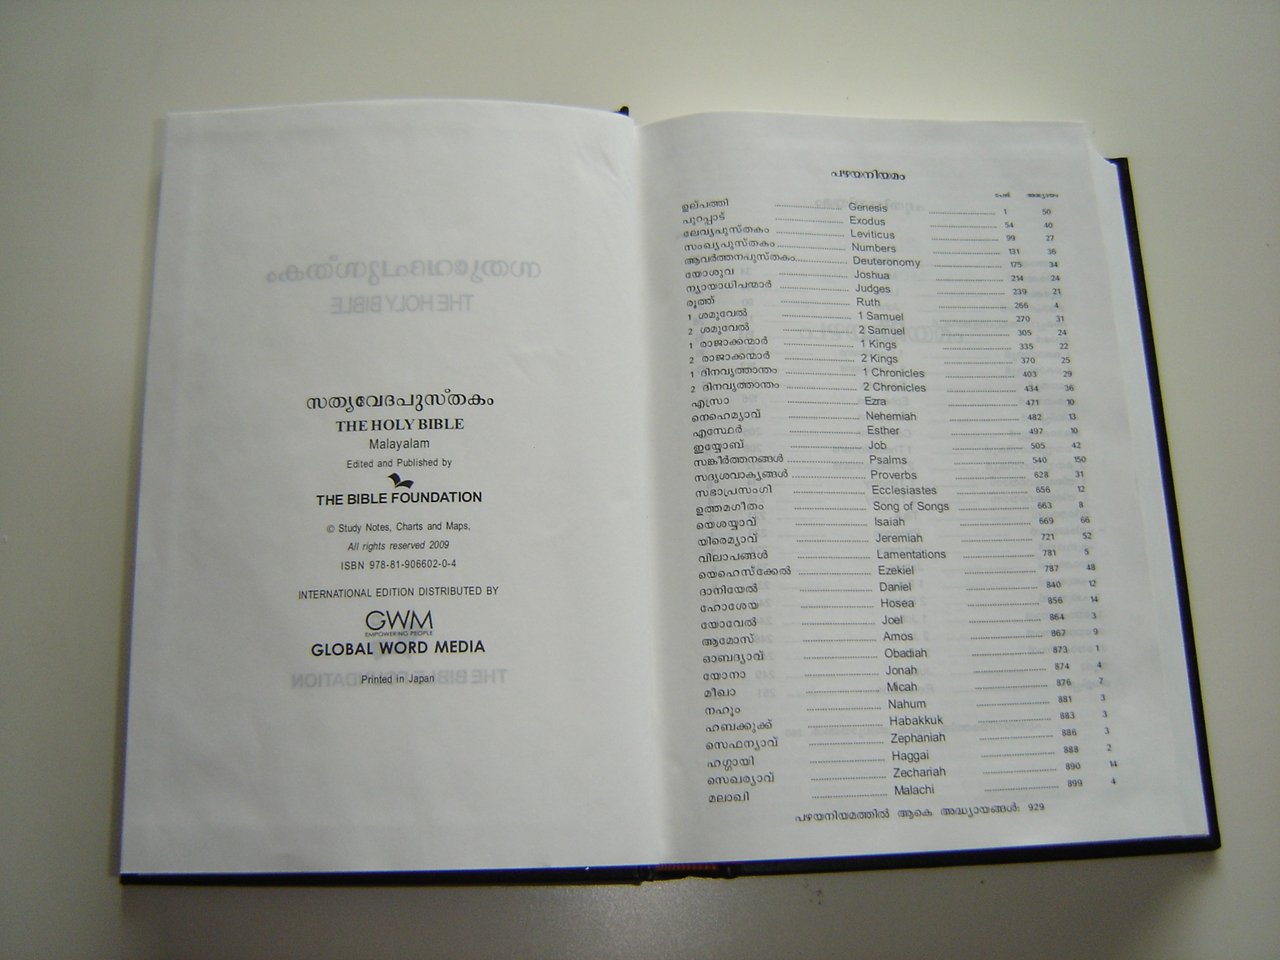 സത്യവേദപുസ്തകം
THE HOLY BIBLE
Malayalam
Edited and Published by
THE BIBLE FOUNDATION
© Study Notes, Charts and Maps,
All rights reserved 2009
ISBN 978-81-906602-0-4
INTERNATIONAL EDITION DISTRIBUTED BY
GWM
EMPOWERING PEOPLE
GLOBAL WORD MEDIA
Printed in Japan
പഴയനിയമം
പേജ് അദ്ധ്യായം
ഉല്പത്തി ........ Genesis ........ 1 50
പുറപ്പാട് ........ Exodus ........ 54 40
ലേവ്യപുസ്തകം ........ Leviticus ........ 99 27
സംഖ്യപുസ്തകം ........ Numbers ........ 131 36
ആവർത്തനപുസ്തകം ........ Deuteronomy ........ 175 34
യോശുവ ........ Joshua ........ 214 24
ന്യായാധിപന്മാർ ........ Judges ........ 239 21
രൂത്ത് ........ Ruth ........ 266 4
1 ശമുവേൽ ........ 1 Samuel ........ 270 31
2 ശമുവേൽ ........ 2 Samuel ........ 305 24
1 രാജാക്കന്മാർ ........ 1 Kings ........ 335 22
2 രാജാക്കന്മാർ ........ 2 Kings ........ 370 25
1 ദിനവൃത്താന്തം ........ 1 Chronicles ........ 403 29
2 ദിനവൃത്താന്തം ........ 2 Chronicles ........ 434 36
എസ്രാ ........ Ezra ........ 471 10
നെഹെമ്യാവ് ........ Nehemiah ........ 482 13
എസ്ഥേർ ........ Esther ........ 497 10
ഇയ്യോബ് ........ Job ........ 505 42
സങ്കീർത്തനങ്ങൾ ........ Psalms ........ 540 150
സദൃശവാക്യങ്ങൾ ........ Proverbs ........ 628 31
സഭാപ്രസംഗി ........ Ecclesiastes ........ 656 12
ഉത്തമഗീതം ........ Song of Songs ........ 663 8
യെശയ്യാവ് ........ Isaiah ........ 669 66
യിരെമ്യാവ് ........ Jeremiah ........ 721 52
വിലാപങ്ങൾ ........ Lamentations ........ 781 5
യെഹെസ്ക്കേൽ ........ Ezekiel ........ 787 48
ദാനിയേൽ ........ Daniel ........ 840 12
ഹോശേയ ........ Hosea ........ 856 14
യോവേൽ ........ Joel ........ 864 3
ആമോസ് ........ Amos ........ 867 9
ഓബദ്യാവ് ........ Obadiah ........ 873 1
യോനാ ........ Jonah ........ 874 4
മീഖാ ........ Micah ........ 876 7
നഹൂം ........ Nahum ........ 881 3
ഹബക്കുക്ക് ........ Habakkuk ........ 883 3
സെഫന്യാവ് ........ Zephaniah ........ 886 3
ഹഗ്ഗായി ........ Haggai ........ 888 2
സെഖര്യാവ് ........ Zechariah ........ 890 14
മലാഖി ........ Malachi ........ 899 4
പഴയനിയമത്തിൽ ആകെ അദ്ധ്യായങ്ങൾ: 929